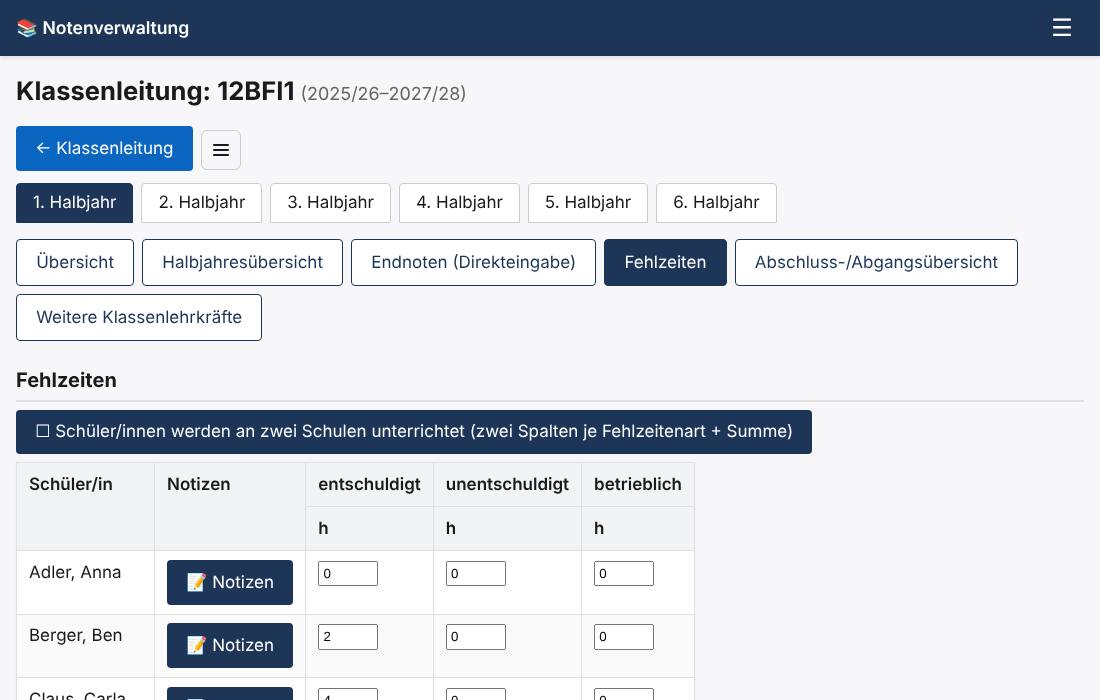 📚 Notenverwaltung ☰
Klassenleitung: 12BFI1 (2025/26–2027/28)
← Klassenleitung ☰
1. Halbjahr 2. Halbjahr 3. Halbjahr 4. Halbjahr 5. Halbjahr 6. Halbjahr
Übersicht Halbjahresübersicht Endnoten (Direkteingabe) Fehlzeiten Abschluss-/Abgangsübersicht
Weitere Klassenlehrkräfte
Fehlzeiten
☐ Schüler/innen werden an zwei Schulen unterrichtet (zwei Spalten je Fehlzeitenart + Summe)
Schüler/in Notizen entschuldigt unentschuldigt betrieblich
h h h
Adler, Anna 📝 Notizen 0 0 0
Berger, Ben 📝 Notizen 2 0 0
Claus, Carla 4 0 0